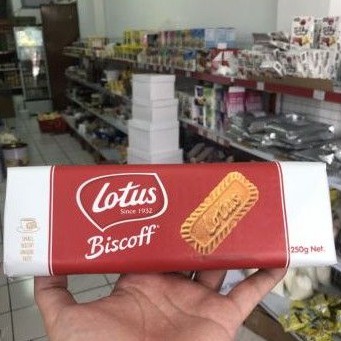 Lotus
Since 1932
Biscoff
250g Net.
Lotus